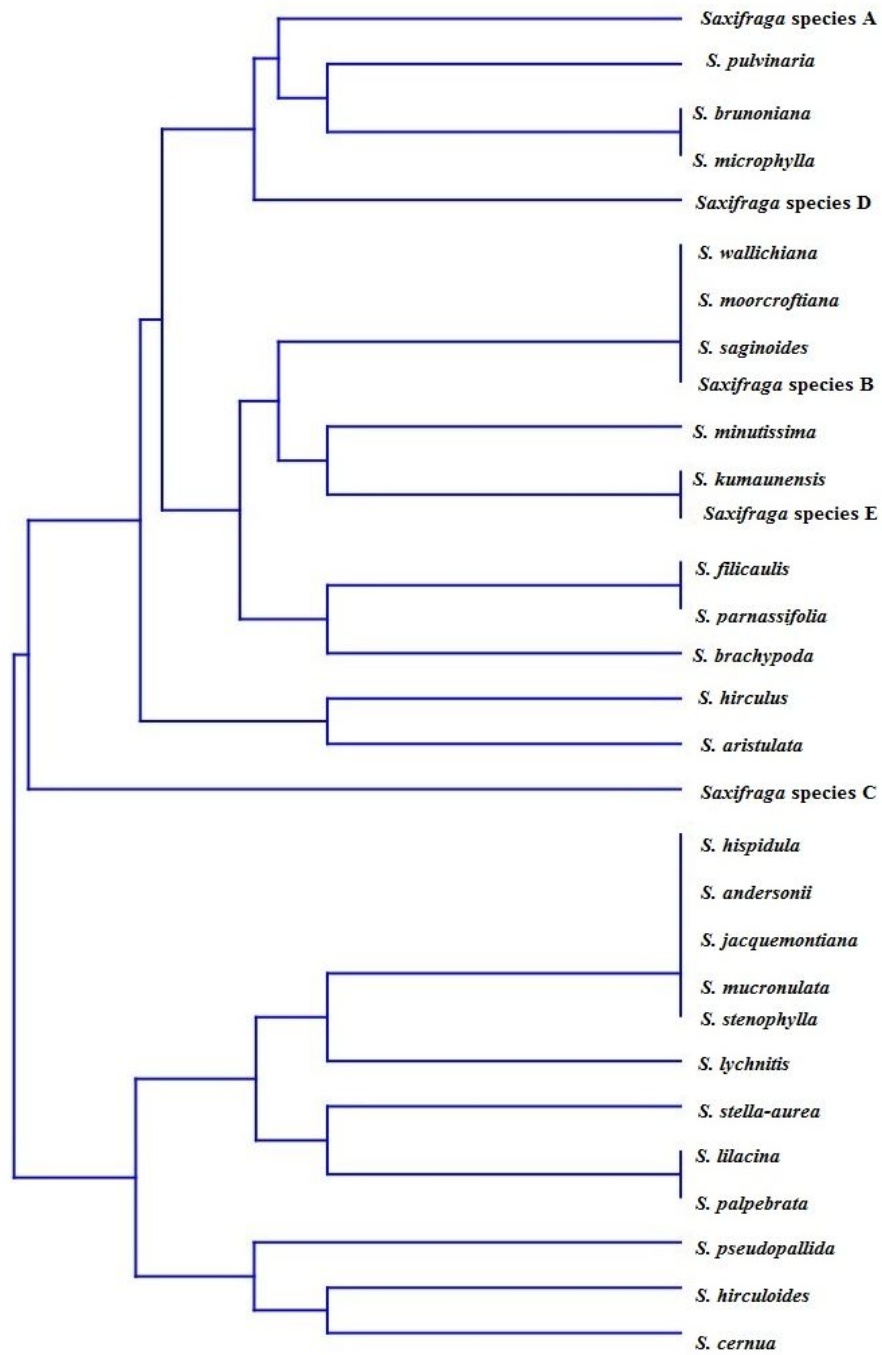 Saxifraga species A
S. pulvinaria
S. brunoniana
S. microphylla
Saxifraga species D
S. wallichiana
S. moorcroftiana
S. saginoides
Saxifraga species B
S. minutissima
S. kumaunensis
Saxifraga species E
S. filicaulis
S. parnassifolia
S. brachypoda
S. hirculus
S. aristulata
Saxifraga species C
S. hispidula
S. andersonii
S. jacquemontiana
S. mucronulata
S. stenophylla
S. lychnitis
S. stella-aurea
S. lilacina
S. palpebrata
S. pseudopallida
S. hirculoides
S. cernua